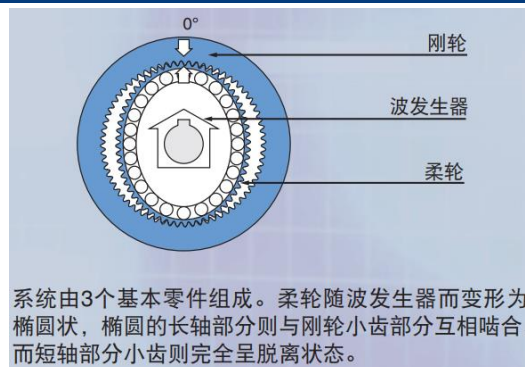 0°
刚轮
波发生器
柔轮
系统由3个基本零件组成。柔轮随波发生器而变形为
椭圆状，椭圆的长轴部分则与刚轮小齿部分互相啮合
而短轴部分小齿则完全呈脱离状态。